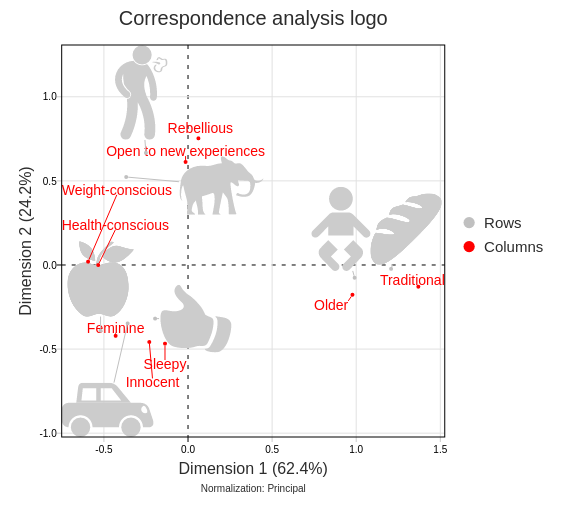 Correspondence analysis logo
Rebellious
Open to new experiences
Weight-conscious
Health-conscious
Traditional
Older
Feminine
Sleepy
Innocent
Rows
Columns
1.0
0.5
0.0
-0.5
-1.0
-0.5
0.0
0.5
1.0
1.5
Dimension 2 (24.2%)
Dimension 1 (62.4%)
Normalization: Principal